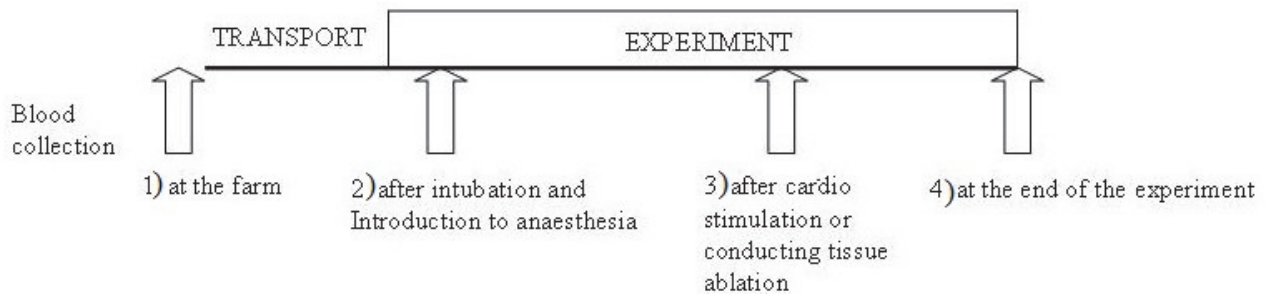 TRANSPORT
EXPERIMENT
Blood
collection
1) at the farm
2)after intubation and
Introduction to anaesthesia
3)after cardio
stimulation or
conducting tissue
ablation
4)at the end of the experiment